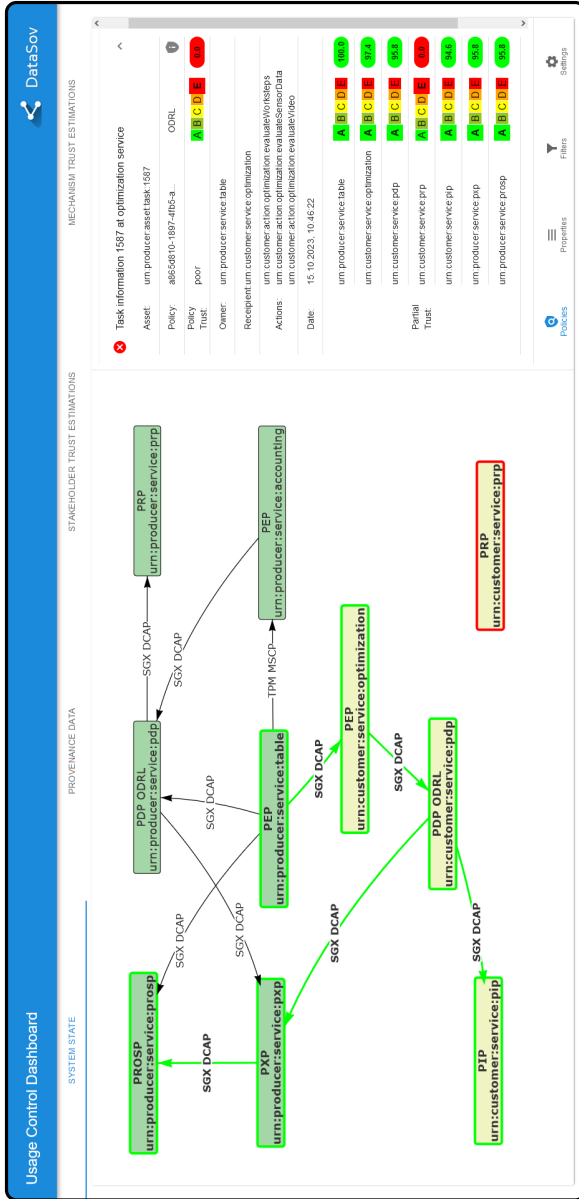 Usage Control Dashboard
DataSov
SYSTEM STATE
PROVENANCE DATA
STAKEHOLDER TRUST ESTIMATIONS
MECHANISM TRUST ESTIMATIONS
PROSP
urn:producer:service:prosp
PDP ODRL
urn:producer:service:pdp
PRP
urn:producer:service:prp
SGX DCAP
SGX DCAP
SGX DCAP
SGX DCAP
SGX DCAP
SGX DCAP
PXP
urn:producer:service:pxp
PEP
urn:producer:service:table
TPM MSCP
PEP
urn:producer:service:accounting
SGX DCAP
PEP
urn:customer:service:optimization
SGX DCAP
SGX DCAP
PDP ODRL
urn:customer:service:pdp
SGX DCAP
PIP
urn:customer:service:pip
PRP
urn:customer:service:prp
Task information 1587 at optimization service
Asset: urn:producer:asset:task:1587
Policy: a865d810-1897-4fb5-a... ODRL
Policy Trust: poor A B C D E 0.0
Owner: urn:producer:service:table
Receipient: urn:customer:service:optimization
Actions: urn:customer:action:optimization:evaluateWorksteps
urn:customer:action:optimization:evaluateSensorData
urn:customer:action:optimization:evaluateVideo
Date: 15.10.2023, 10:46:22
Partial Trust:
urn:producer:service:table A B C D E 100.0
urn:customer:service:optimization A B C D E 97.4
urn:customer:service:pdp A B C D E 95.8
urn:customer:service:prp A B C D E 0.0
urn:customer:service:pip A B C D E 94.6
urn:producer:service:pxp A B C D E 95.8
urn:producer:service:prosp A B C D E 95.8
Policies
Properties
Filters
Settings